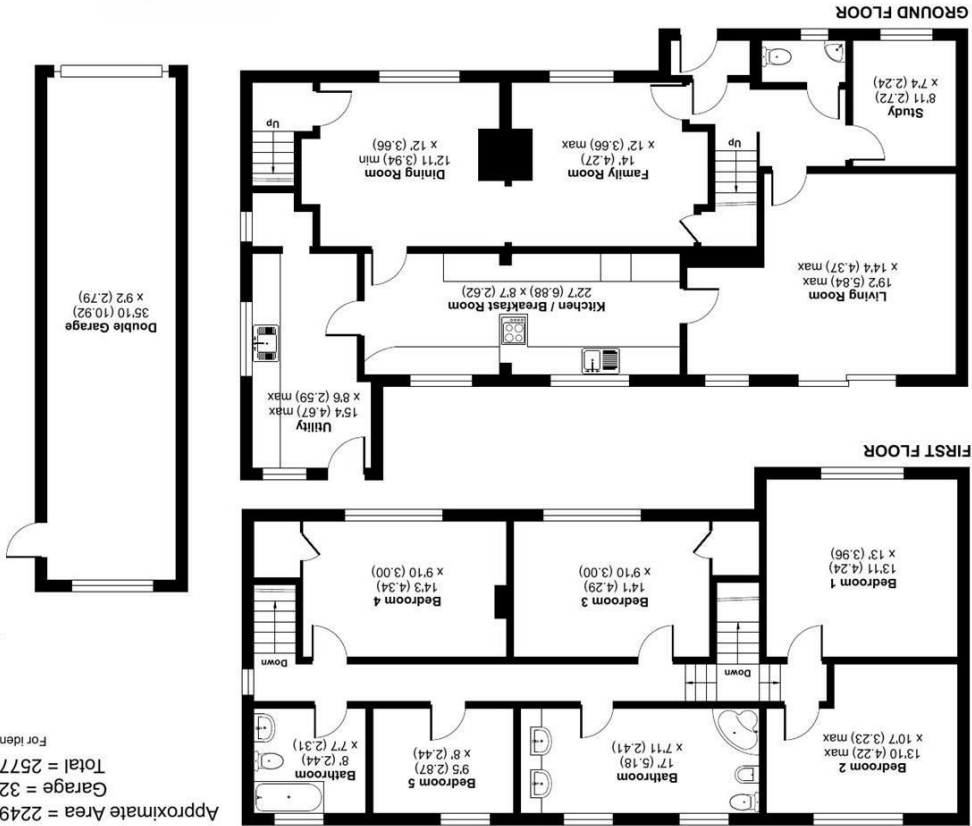 Approximate Area = 2249
Garage = 32
Total = 2577
For iden
Bedroom 2
13'10 (4.22) max
x 10'7 (3.23) max
Bathroom
17' (5.18)
x 7'11 (2.41)
Bedroom 5
9'5 (2.87)
x 8' (2.44)
Bathroom
8' (2.44)
x 7'7 (2.31)
Down
Down
Bedroom 1
13'11 (4.24)
x 13' (3.96)
Bedroom 3
14'1 (4.29)
x 9'10 (3.00)
Bedroom 4
14'3 (4.34)
x 9'10 (3.00)
FIRST FLOOR
Utility
15'4 (4.67) max
x 8'6 (2.59) max
Living Room
19'2 (5.84) max
x 14'4 (4.37) max
Kitchen / Breakfast Room
22'7 (6.88) x 8'7 (2.62)
Double Garage
35'10 (10.92)
x 9'2 (2.79)
Family Room
14' (4.27)
x 12' (3.66) max
Dining Room
12'11 (3.94) min
x 12' (3.66)
Up
Up
Study
8'11 (2.72)
x 7'4 (2.24)
GROUND FLOOR